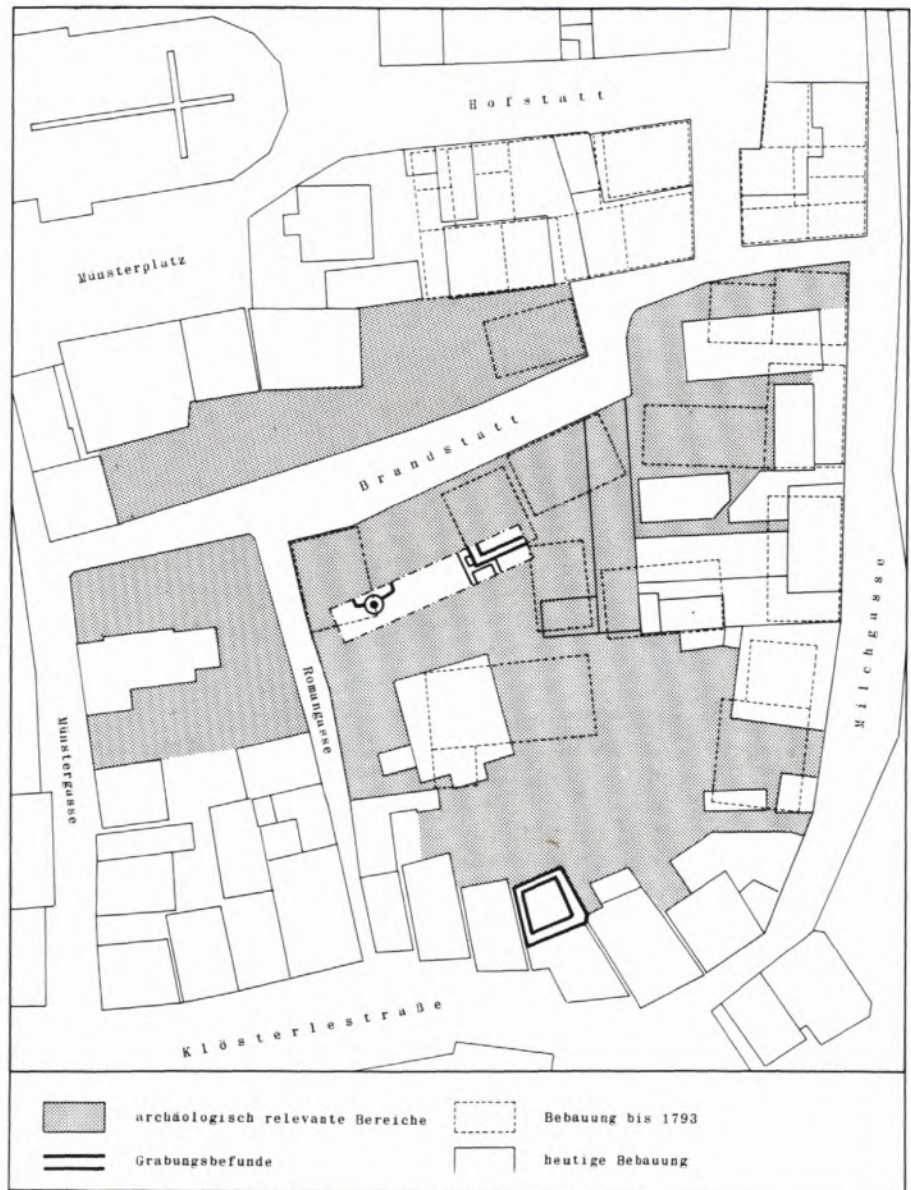 Hofstatt
Münsterplatz
Brandstatt
Milchgasse
Romangasse
Münstergasse
Klösterlestraße
archäologisch relevante Bereiche
Bebauung bis 1793
Grabungsbefunde
heutige Bebauung